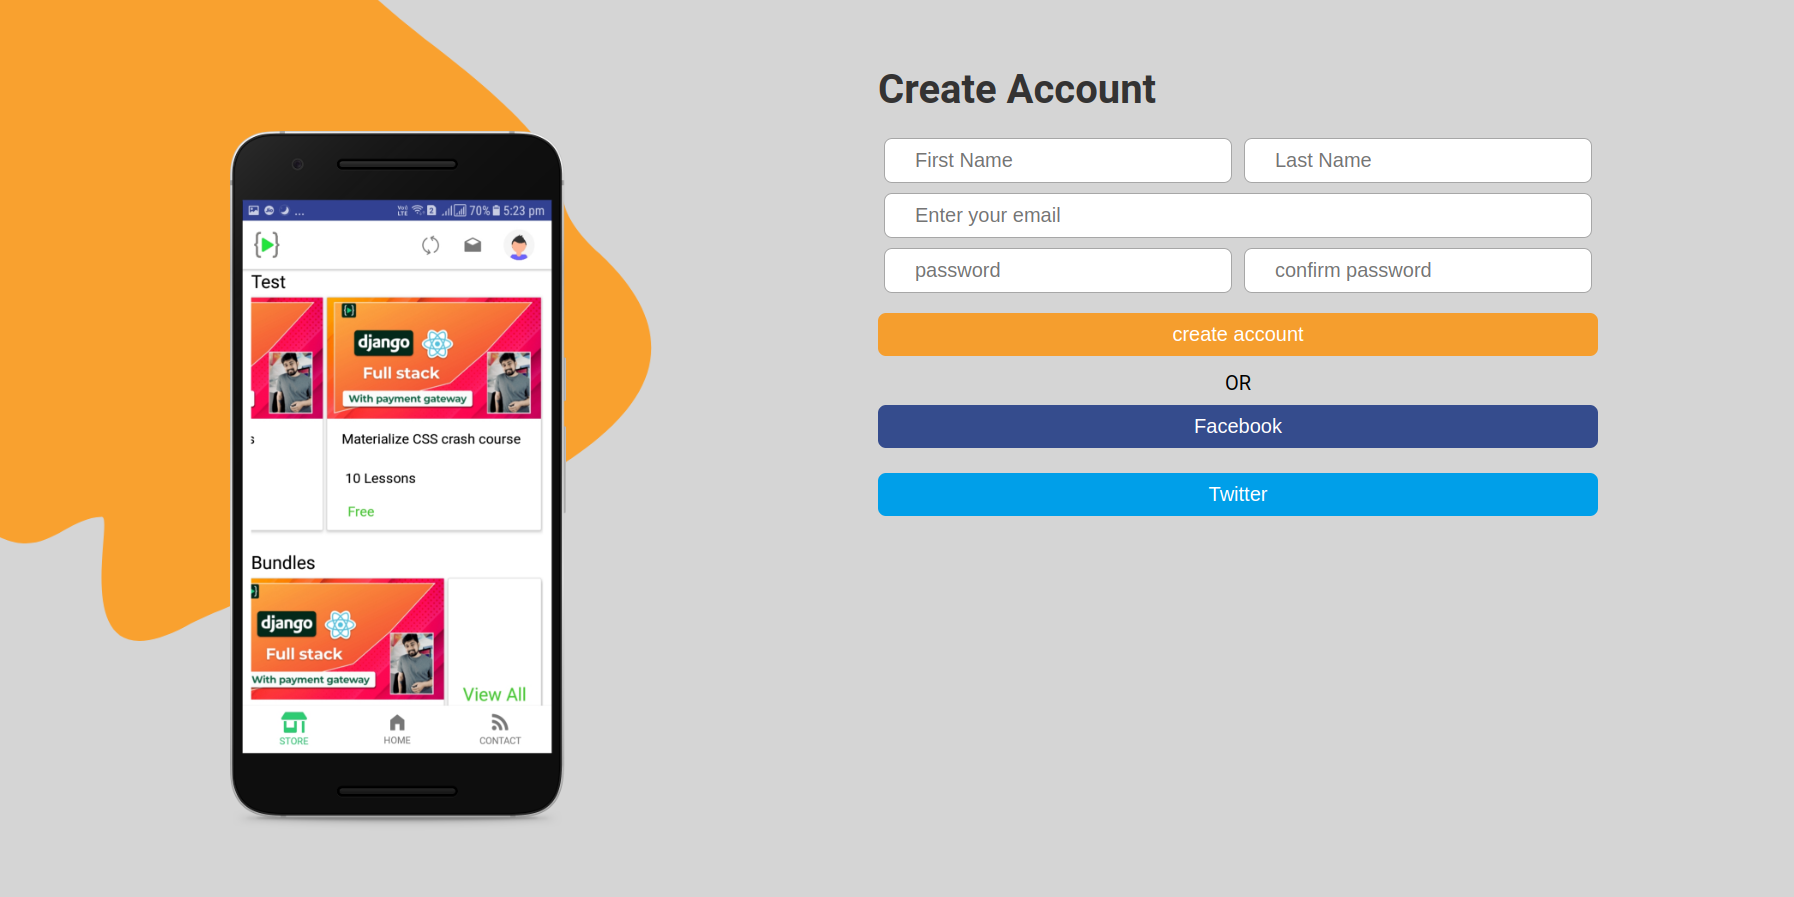 Create Account
First Name
Last Name
Enter your email
password
confirm password
create account
OR
Facebook
Twitter
... 70% 5:23 pm
Test
django
Full stack
With payment gateway
s
Materialize CSS crash course
10 Lessons
Free
Bundles
django
Full stack
With payment gateway
View All
STORE
HOME
CONTACT